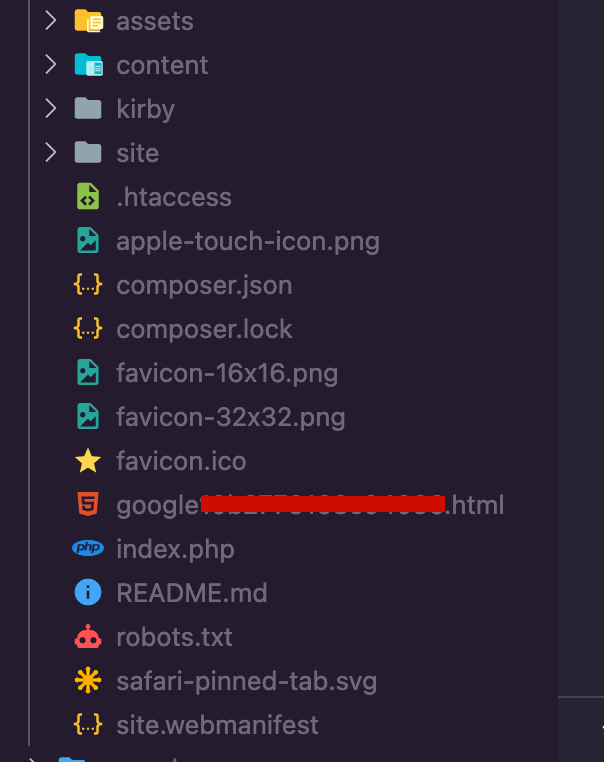 assets
content
kirby
site
.htaccess
apple-touch-icon.png
composer.json
composer.lock
favicon-16x16.png
favicon-32x32.png
favicon.ico
google .html
php index.php
README.md
robots.txt
safari-pinned-tab.svg
site.webmanifest